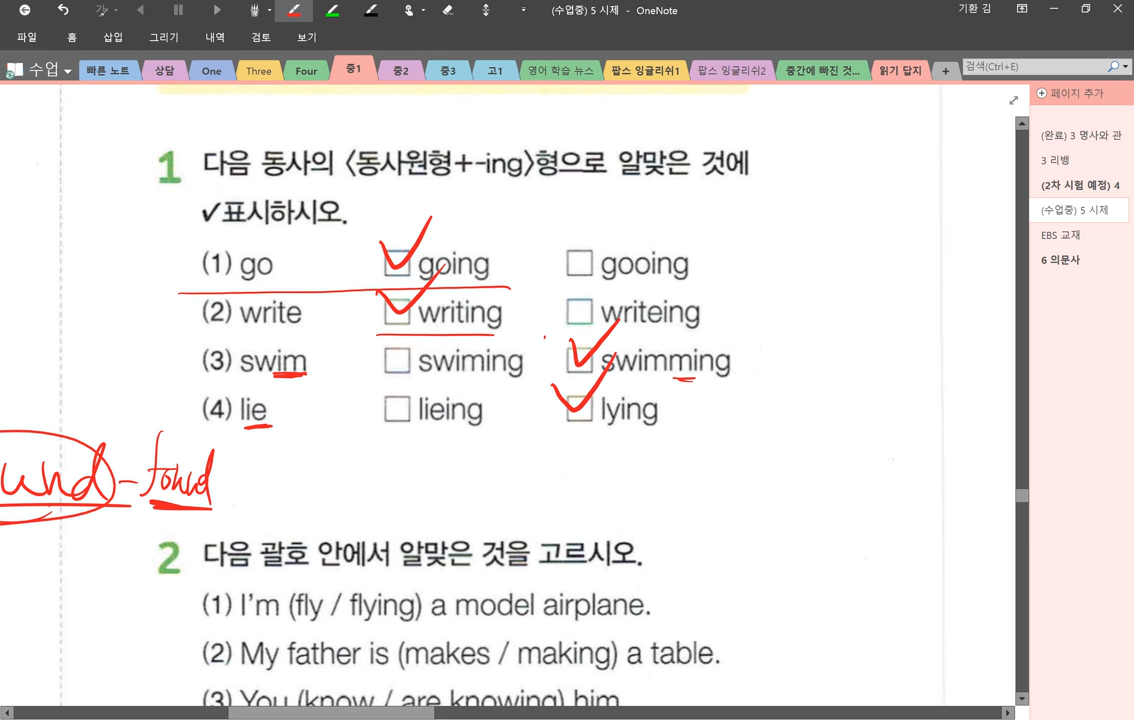 (수업중) 5 시제 - OneNote
기환 김
파일 홈 삽입 그리기 내역 검토 보기
수업 빠른 노트 상담 One Three Four 중1 중2 중3 고1 영어 학습 뉴스 팝스 잉글리쉬1 팝스 잉글리쉬2 중간에 빠진 것... 읽기 답지 + 검색(Ctrl+E)
페이지 추가
(완료) 3 명사와 관
3 리뱅
(2차 시험 예정) 4
(수업중) 5 시제
EBS 교재
6 의문사
1 다음 동사의 〈동사원형+-ing〉형으로 알맞은 것에
✓표시하시오.
(1) go going gooing
(2) write writing writeing
(3) swim swiming swimming
(4) lie lieing lying
und - found
2 다음 괄호 안에서 알맞은 것을 고르시오.
(1) I'm (fly / flying) a model airplane.
(2) My father is (makes / making) a table.
(3) You (know / are knowing) him